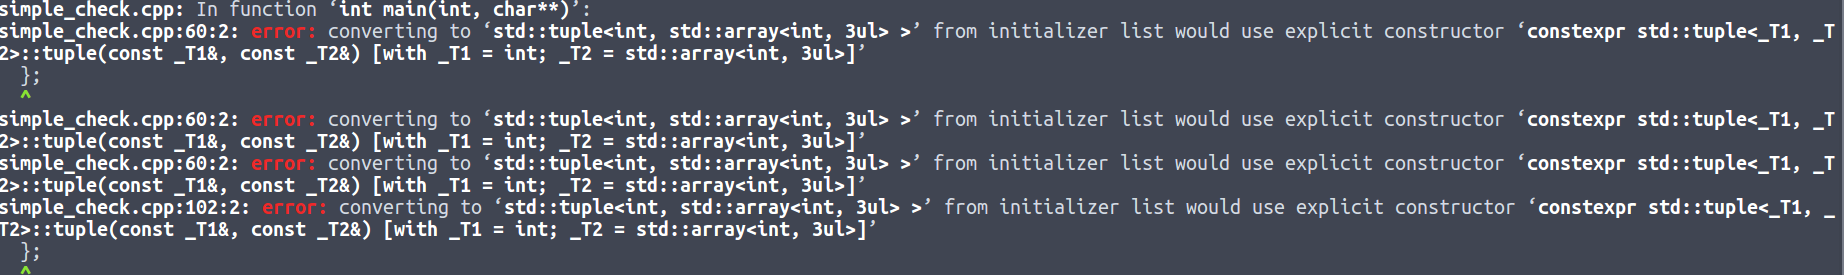 simple_check.cpp: In function ‘int main(int, char**)’:
simple_check.cpp:60:2: error: converting to ‘std::tuple<int, std::array<int, 3ul> >’ from initializer list would use explicit constructor ‘constexpr std::tuple<_T1, _T
2>::tuple(const _T1&, const _T2&) [with _T1 = int; _T2 = std::array<int, 3ul>]’
};
^
simple_check.cpp:60:2: error: converting to ‘std::tuple<int, std::array<int, 3ul> >’ from initializer list would use explicit constructor ‘constexpr std::tuple<_T1, _T
2>::tuple(const _T1&, const _T2&) [with _T1 = int; _T2 = std::array<int, 3ul>]’
simple_check.cpp:60:2: error: converting to ‘std::tuple<int, std::array<int, 3ul> >’ from initializer list would use explicit constructor ‘constexpr std::tuple<_T1, _T
2>::tuple(const _T1&, const _T2&) [with _T1 = int; _T2 = std::array<int, 3ul>]’
simple_check.cpp:102:2: error: converting to ‘std::tuple<int, std::array<int, 3ul> >’ from initializer list would use explicit constructor ‘constexpr std::tuple<_T1, _
T2>::tuple(const _T1&, const _T2&) [with _T1 = int; _T2 = std::array<int, 3ul>]’
};
^